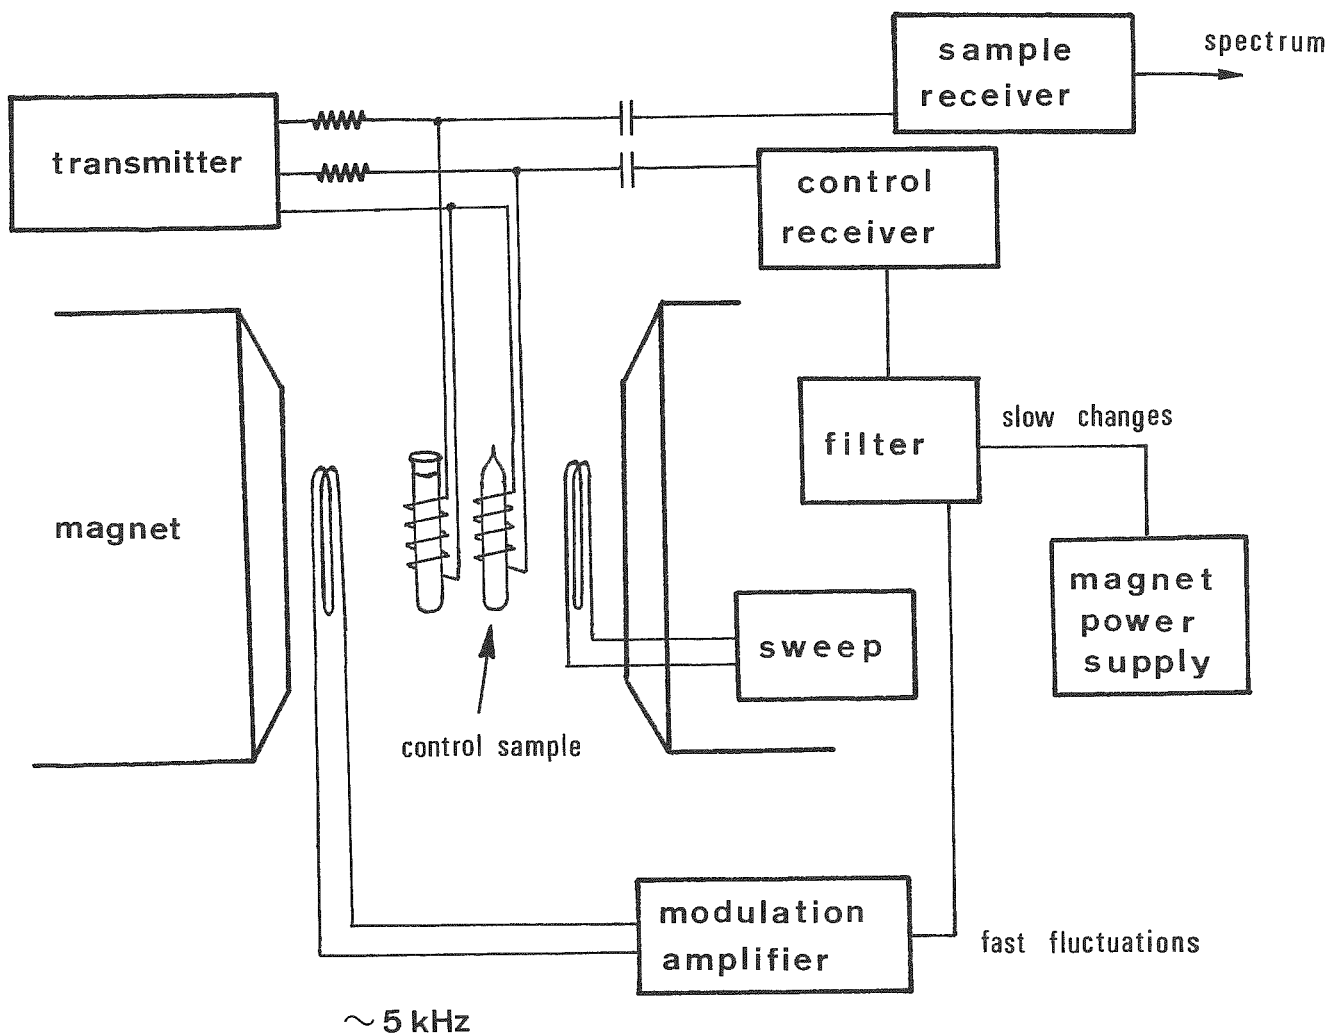 sample
receiver
spectrum
transmitter
control
receiver
filter
slow changes
magnet
magnet
power
supply
sweep
control sample
modulation
amplifier
fast fluctuations
~5 kHz